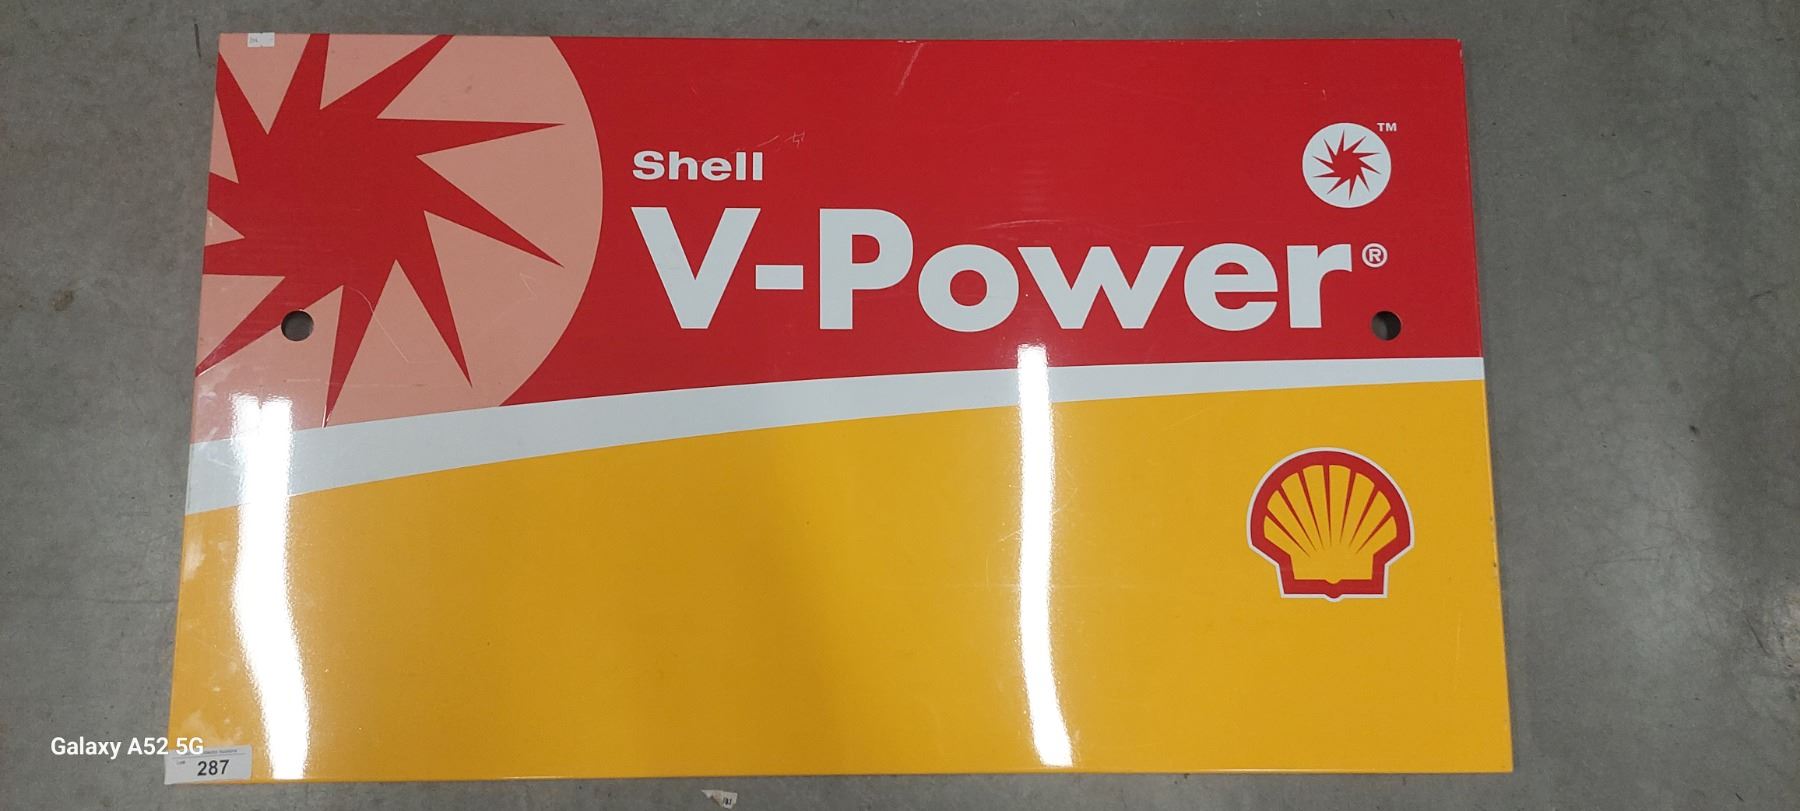 TM
Shell
V-Power®
Galaxy A52 5G
287